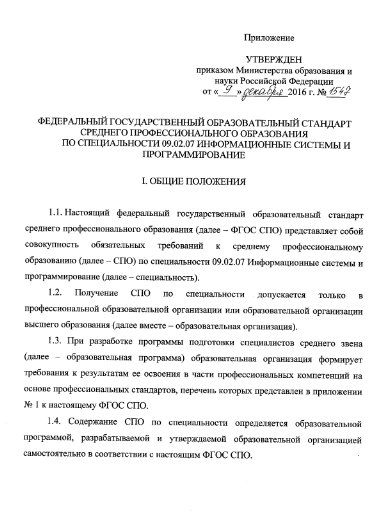 Приложение
УТВЕРЖДЕН
приказом Министерства образования и
науки Российской Федерации
от « 9 » декабря 2016 г. № 1547
ФЕДЕРАЛЬНЫЙ ГОСУДАРСТВЕННЫЙ ОБРАЗОВАТЕЛЬНЫЙ СТАНДАРТ
СРЕДНЕГО ПРОФЕССИОНАЛЬНОГО ОБРАЗОВАНИЯ
ПО СПЕЦИАЛЬНОСТИ 09.02.07 ИНФОРМАЦИОННЫЕ СИСТЕМЫ И
ПРОГРАММИРОВАНИЕ
I. ОБЩИЕ ПОЛОЖЕНИЯ
1.1. Настоящий федеральный государственный образовательный стандарт
среднего профессионального образования (далее – ФГОС СПО) представляет собой
совокупность обязательных требований к среднему профессиональному
образованию (далее – СПО) по специальности 09.02.07 Информационные системы и
программирование (далее – специальность).
1.2. Получение СПО по специальности допускается только в
профессиональной образовательной организации или образовательной организации
высшего образования (далее вместе – образовательная организация).
1.3. При разработке программы подготовки специалистов среднего звена
(далее – образовательная программа) образовательная организация формирует
требования к результатам ее освоения в части профессиональных компетенций на
основе профессиональных стандартов, перечень которых представлен в приложении
№ 1 к настоящему ФГОС СПО.
1.4. Содержание СПО по специальности определяется образовательной
программой, разрабатываемой и утверждаемой образовательной организацией
самостоятельно в соответствии с настоящим ФГОС СПО.